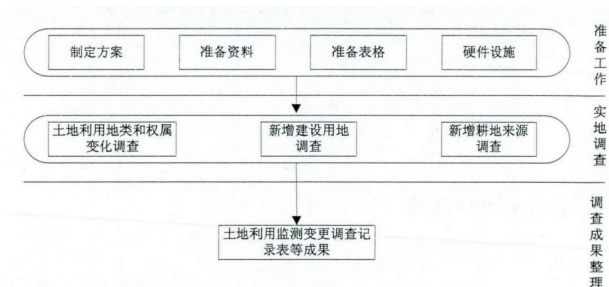 制定方案
准备资料
准备表格
硬件设施
准备工作
土地利用地类和权属
变化调查
新增建设用地
调查
新增耕地来源
调查
实地调查
土地利用监测变更调查记
录表等成果
调查成果整理